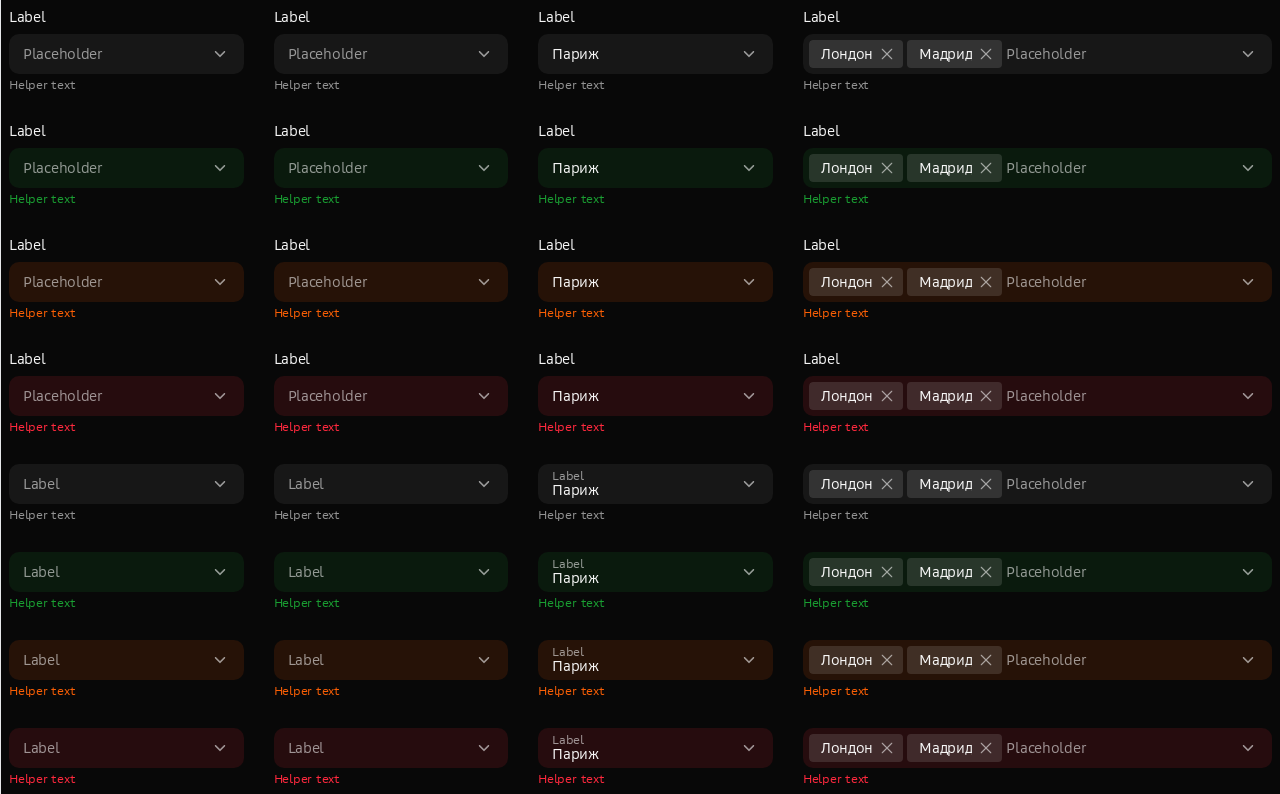 Label Label Label Label
Placeholder Placeholder Париж Лондон Мадрид Placeholder
Helper text Helper text Helper text Helper text
Label Label Label Label
Placeholder Placeholder Париж Лондон Мадрид Placeholder
Helper text Helper text Helper text Helper text
Label Label Label Label
Placeholder Placeholder Париж Лондон Мадрид Placeholder
Helper text Helper text Helper text Helper text
Label Label Label Label
Placeholder Placeholder Париж Лондон Мадрид Placeholder
Helper text Helper text Helper text Helper text
Label
Label Label Париж Лондон Мадрид Placeholder
Helper text Helper text Helper text Helper text
Label
Label Label Париж Лондон Мадрид Placeholder
Helper text Helper text Helper text Helper text
Label
Label Label Париж Лондон Мадрид Placeholder
Helper text Helper text Helper text Helper text
Label
Label Label Париж Лондон Мадрид Placeholder
Helper text Helper text Helper text Helper text